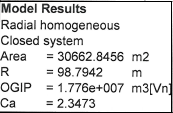 Model Results
Radial homogeneous
Closed system
Area = 30662.8456 m2
R = 98.7942 m
OGIP = 1.776e+007 m3[Vn]
Ca = 2.3473